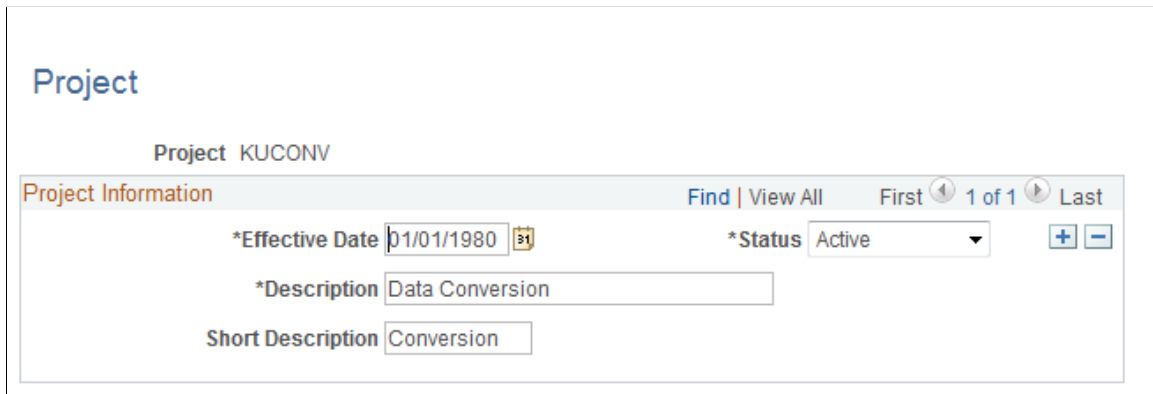 Project
Project KUCONV
Project Information Find | View All First 1 of 1 Last
*Effective Date 01/01/1980 31 *Status Active
*Description Data Conversion
Short Description Conversion